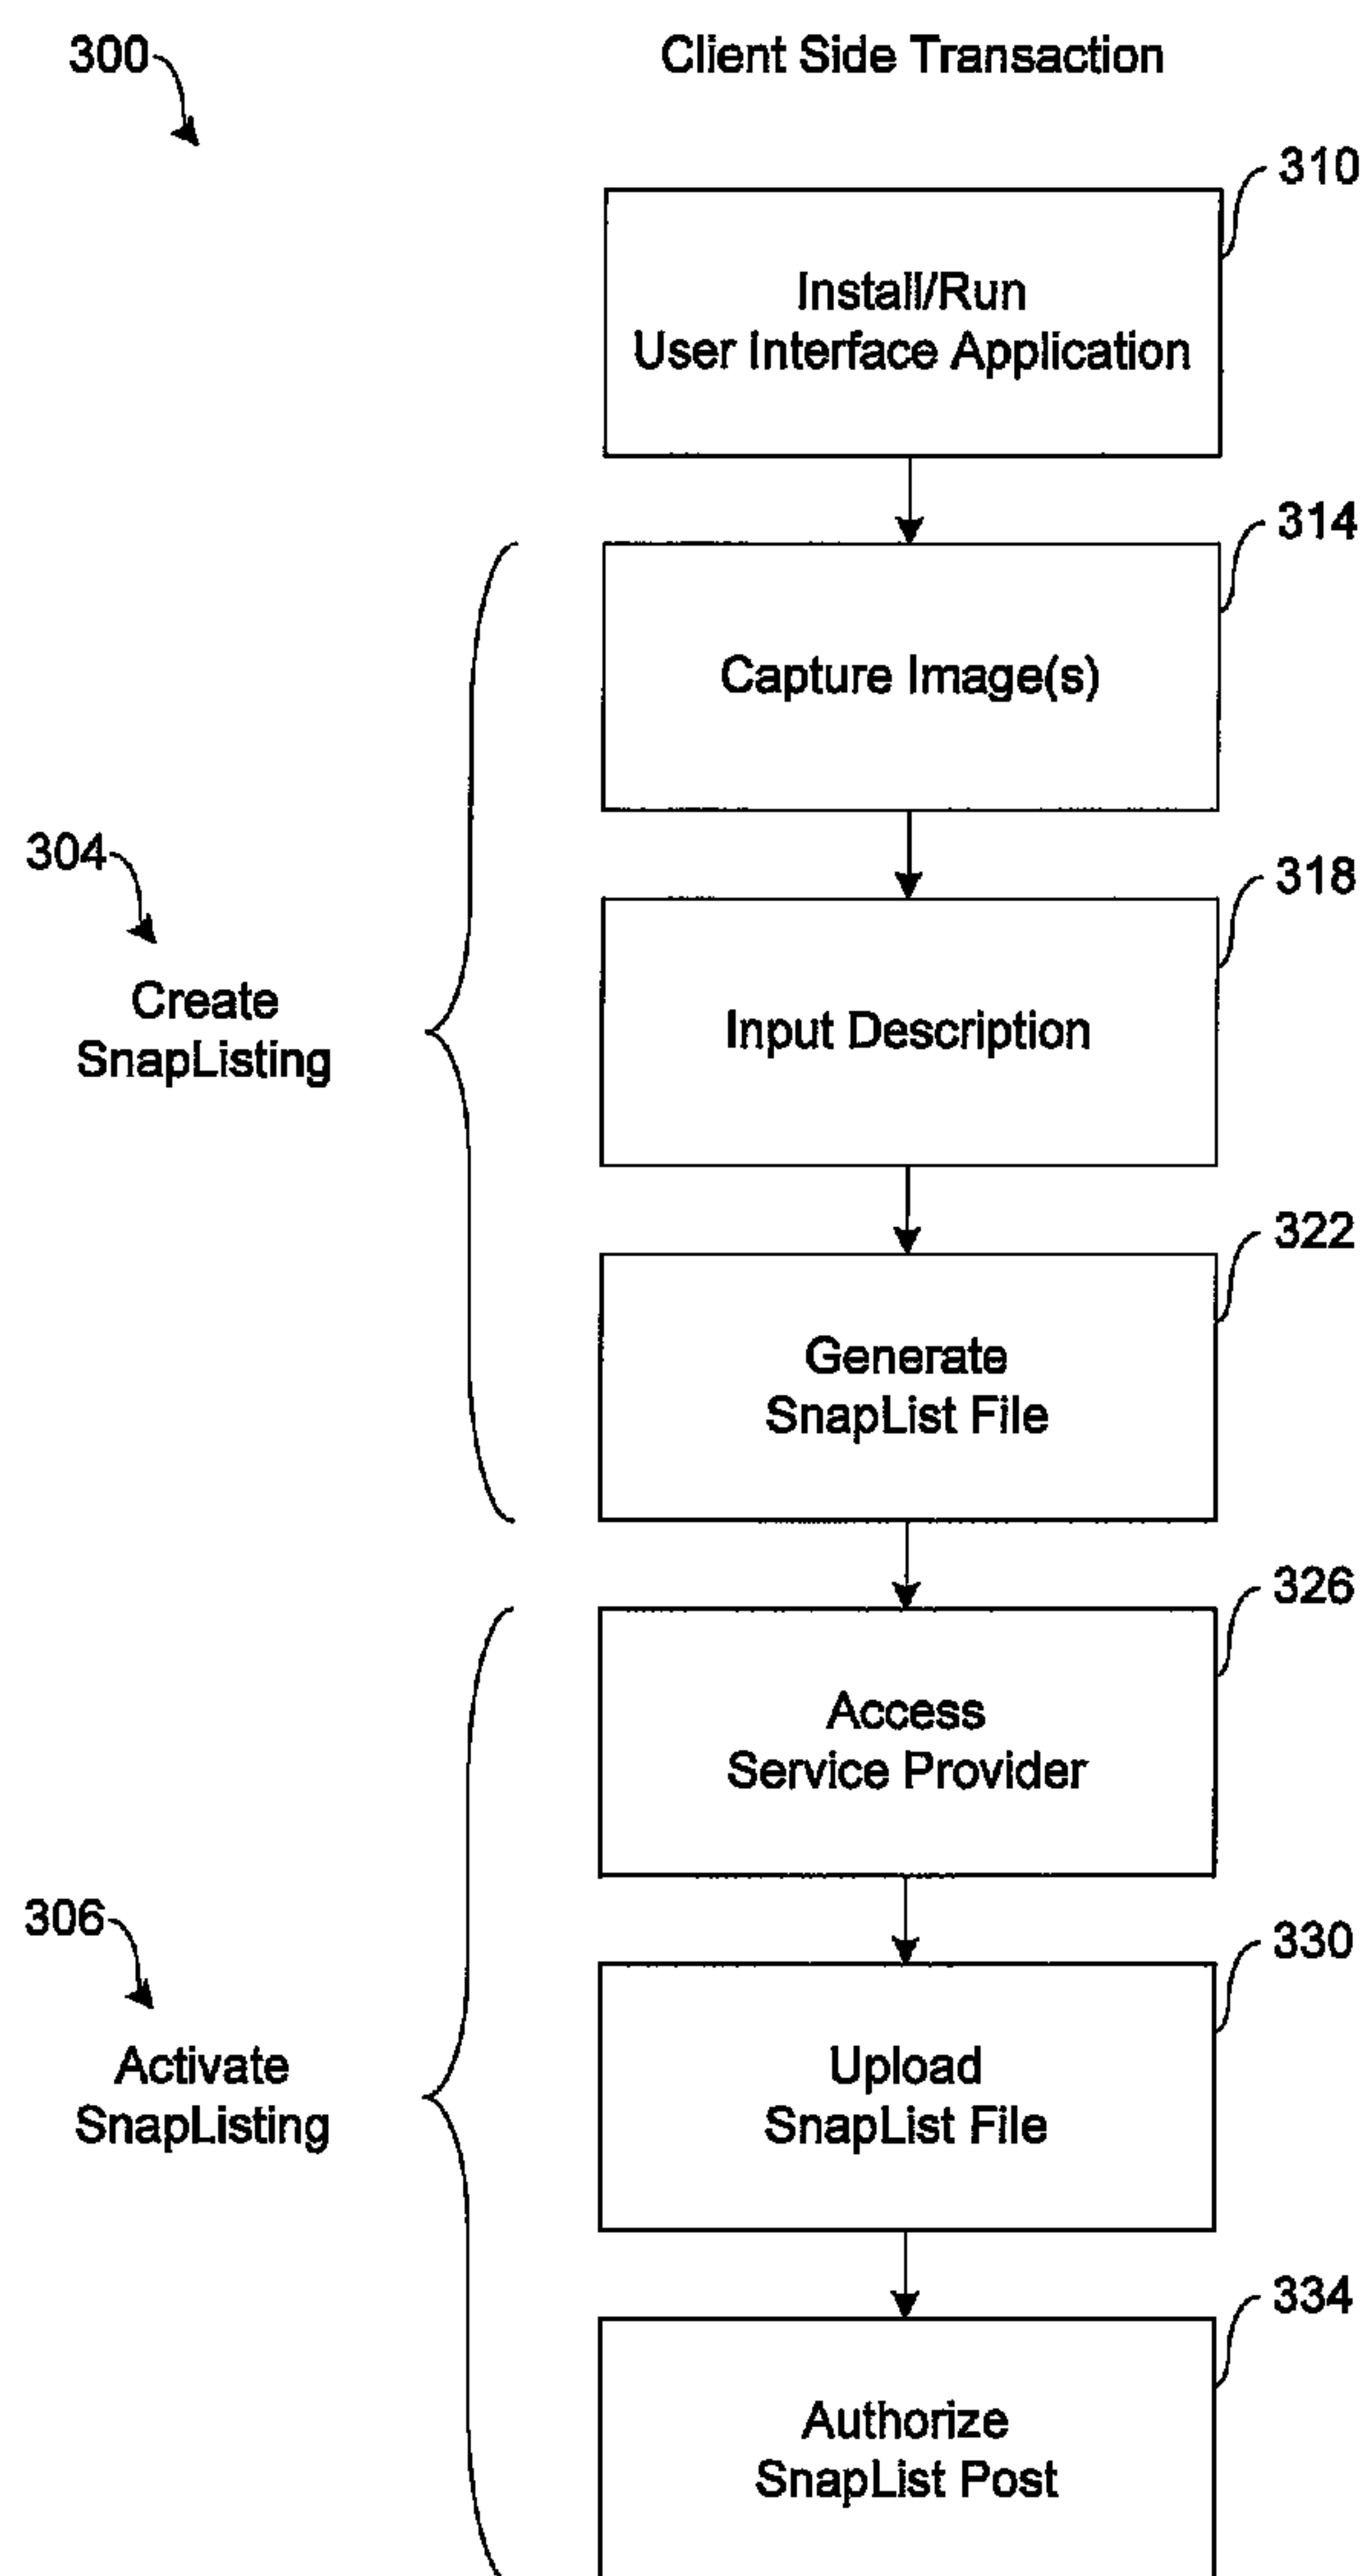 300
Client Side Transaction
310
Install/Run
User Interface Application
314
Capture Image(s)
304
Create
SnapListing
318
Input Description
322
Generate
SnapList File
326
Access
Service Provider
306
Activate
SnapListing
330
Upload
SnapList File
334
Authorize
SnapList Post